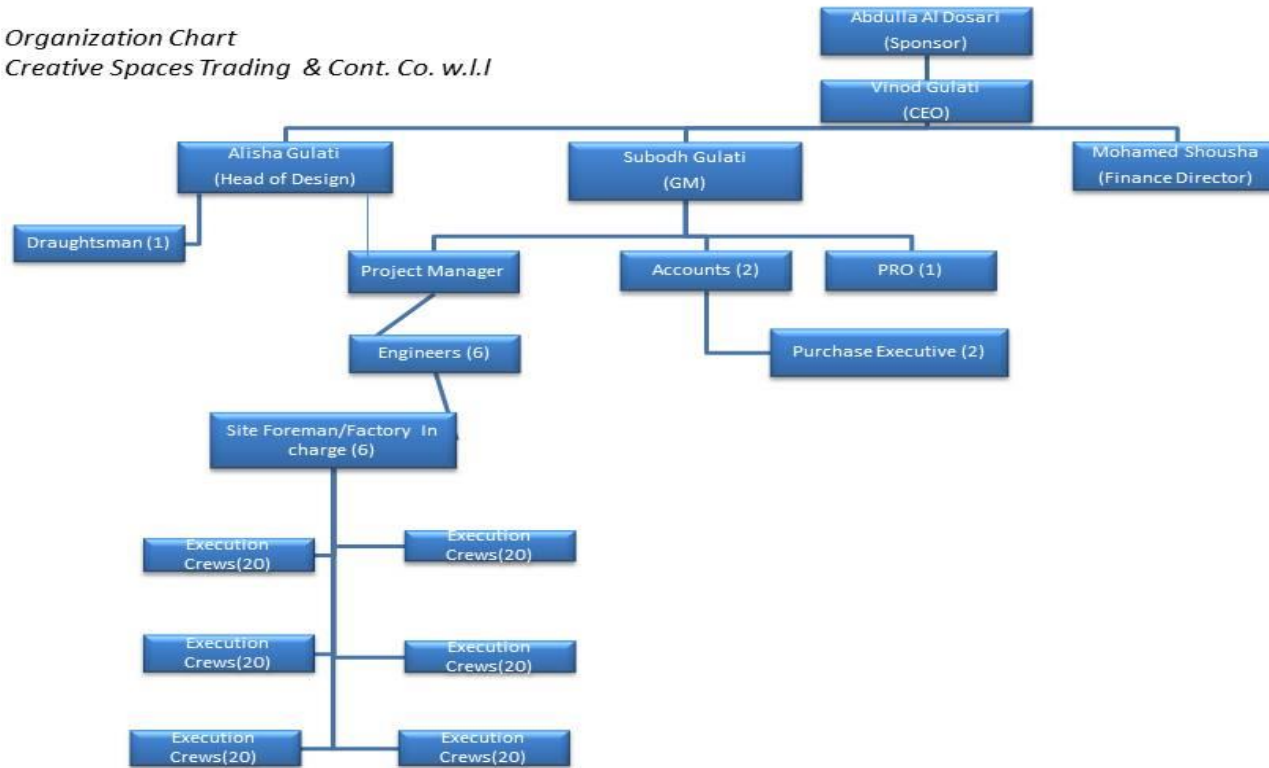 Organization Chart
Creative Spaces Trading & Cont. Co. w.l.l
Abdulla Al Dosari
(Sponsor)
Vinod Gulati
(CEO)
Alisha Gulati
(Head of Design)
Subodh Gulati
(GM)
Mohamed Shousha
(Finance Director)
Draughtsman (1)
Project Manager
Accounts (2)
PRO (1)
Engineers (6)
Purchase Executive (2)
Site Foreman/Factory In
charge (6)
Execution
Crews(20)
Execution
Crews(20)
Execution
Crews(20)
Execution
Crews(20)
Execution
Crews(20)
Execution
Crews(20)